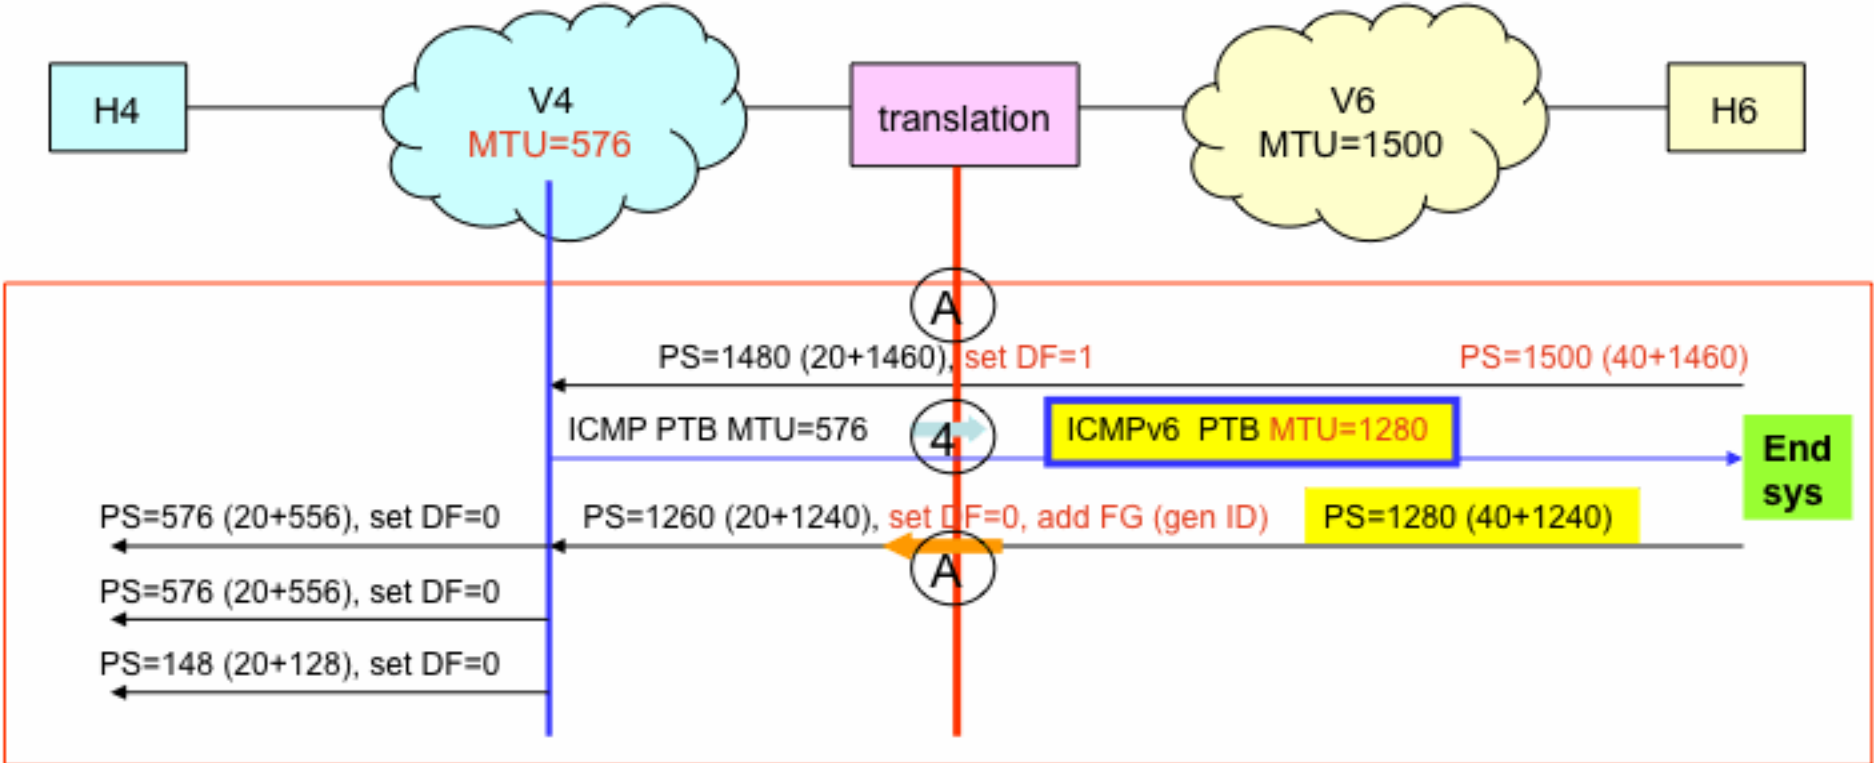 H4
V4
MTU=576
translation
V6
MTU=1500
H6
A
PS=1480 (20+1460), set DF=1
PS=1500 (40+1460)
ICMP PTB MTU=576
4
ICMPv6 PTB MTU=1280
End
sys
PS=576 (20+556), set DF=0
PS=1260 (20+1240), set DF=0, add FG (gen ID)
PS=1280 (40+1240)
A
PS=576 (20+556), set DF=0
PS=148 (20+128), set DF=0